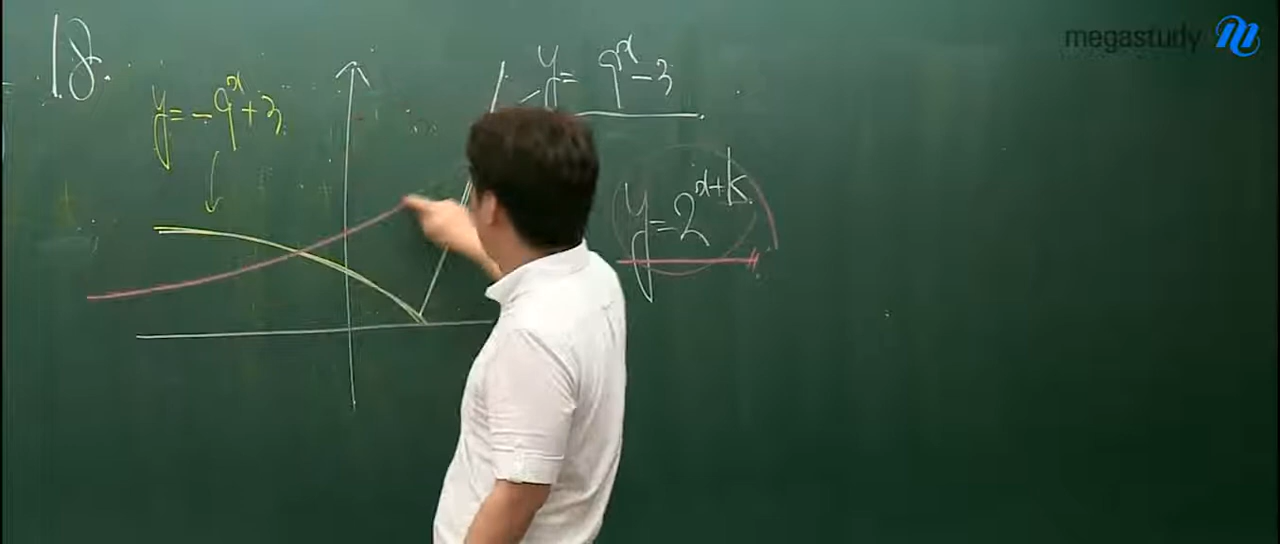 18.
y = -9^x + 3
y = 9^x - 3
y = 2^{x+k}
megastudy